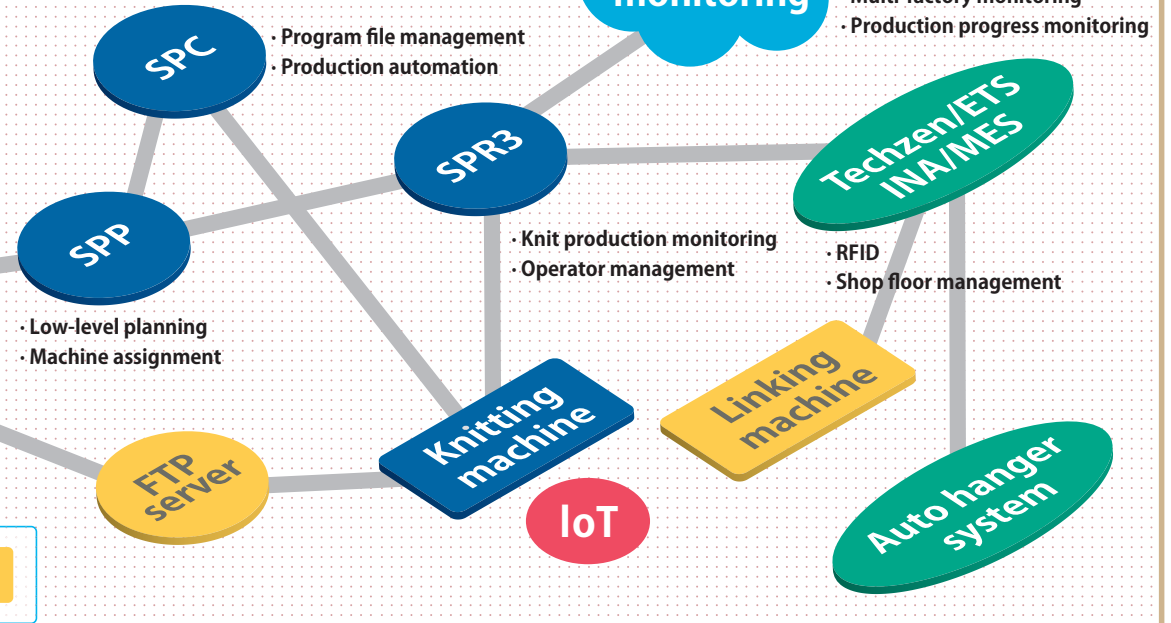 monitoring
· Multi-factory monitoring
· Production progress monitoring
SPC
· Program file management
· Production automation
SPR3
Techzen/ETS
INA/MES
SPP
· Knit production monitoring
· Operator management
· RFID
· Shop floor management
· Low-level planning
· Machine assignment
Knitting
machine
Linking
machine
FTP
server
IoT
Auto hanger
system